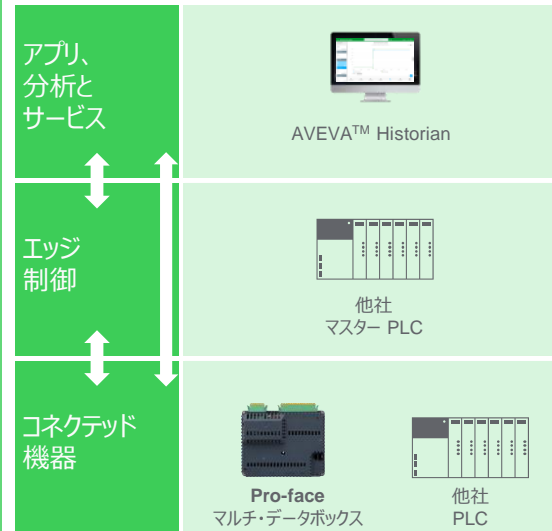 アプリ、
分析と
サービス
AVEVA™ Historian
エッジ
制御
他社
マスター PLC
コネクテッド
機器
Pro-face
マルチ・データボックス
他社
PLC